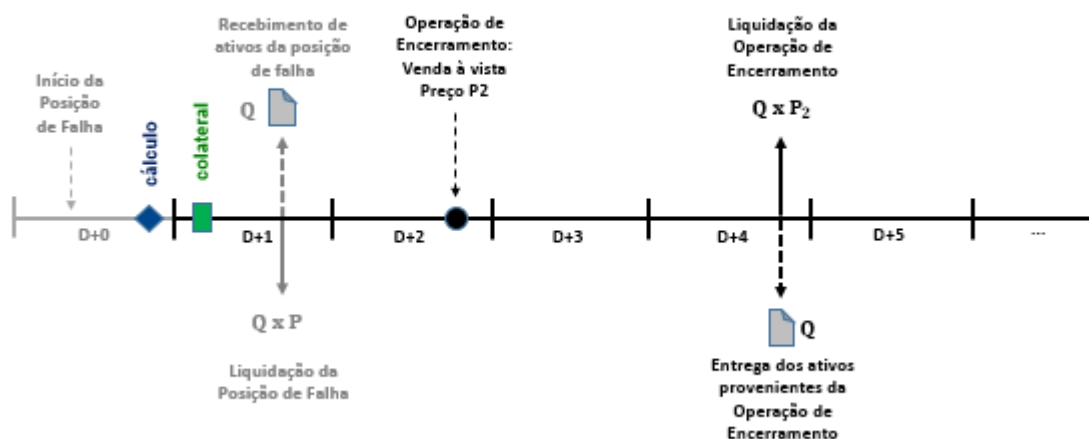 Recebimento de
ativos da posição
de falha
Q
Operação de
Encerramento:
Venda à vista
Preço P2
Liquidação da
Operação de
Encerramento
Q x P₂
Início da
Posição
de Falha
cálculo
colateral
D+0
D+1
D+2
D+3
D+4
D+5
...
Q x P
Liquidação da
Posição de Falha
Q
Entrega dos ativos
provenientes da
Operação de
Encerramento